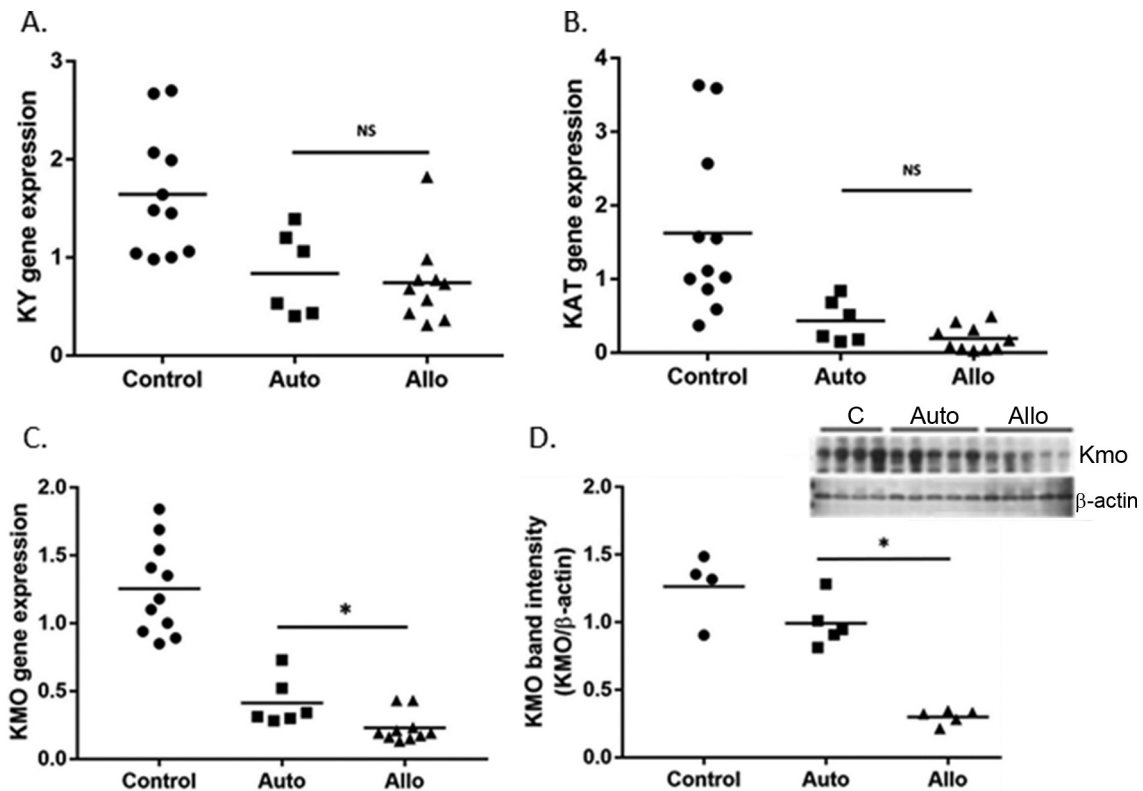 A.
KY gene expression
3
2
1
0
NS
Control Auto Allo
B.
KAT gene expression
4
3
2
1
0
NS
Control Auto Allo
C.
KMO gene expression
2.0
1.5
1.0
0.5
0.0
*
Control Auto Allo
D.
C Auto Allo
Kmo
β-actin
KMO band intensity
(KMO/β-actin)
2.0
1.5
1.0
0.5
0.0
*
Control Auto Allo